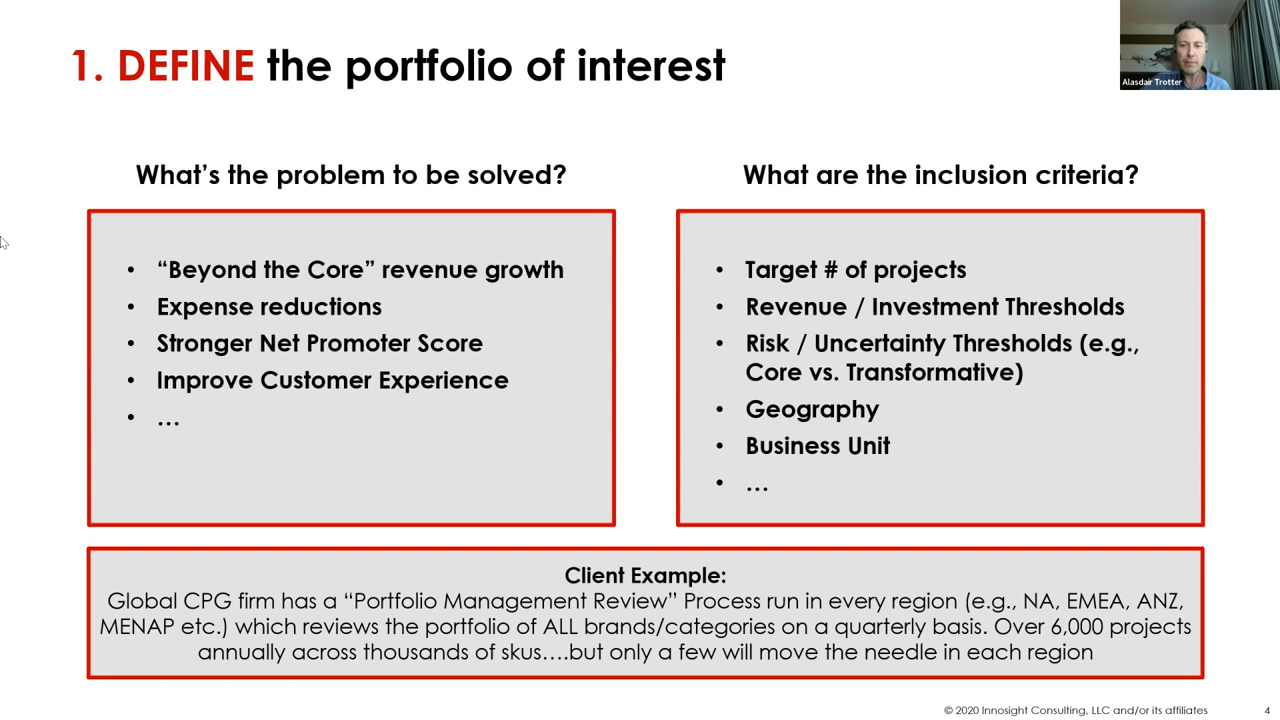 1. DEFINE the portfolio of interest
Alasdair Trotter
What’s the problem to be solved?
• “Beyond the Core” revenue growth
• Expense reductions
• Stronger Net Promoter Score
• Improve Customer Experience
• …
What are the inclusion criteria?
• Target # of projects
• Revenue / Investment Thresholds
• Risk / Uncertainty Thresholds (e.g.,
Core vs. Transformative)
• Geography
• Business Unit
• …
Client Example:
Global CPG firm has a “Portfolio Management Review” Process run in every region (e.g., NA, EMEA, ANZ,
MENAP etc.) which reviews the portfolio of ALL brands/categories on a quarterly basis. Over 6,000 projects
annually across thousands of skus….but only a few will move the needle in each region
© 2020 Innosight Consulting, LLC and/or its affiliates
4